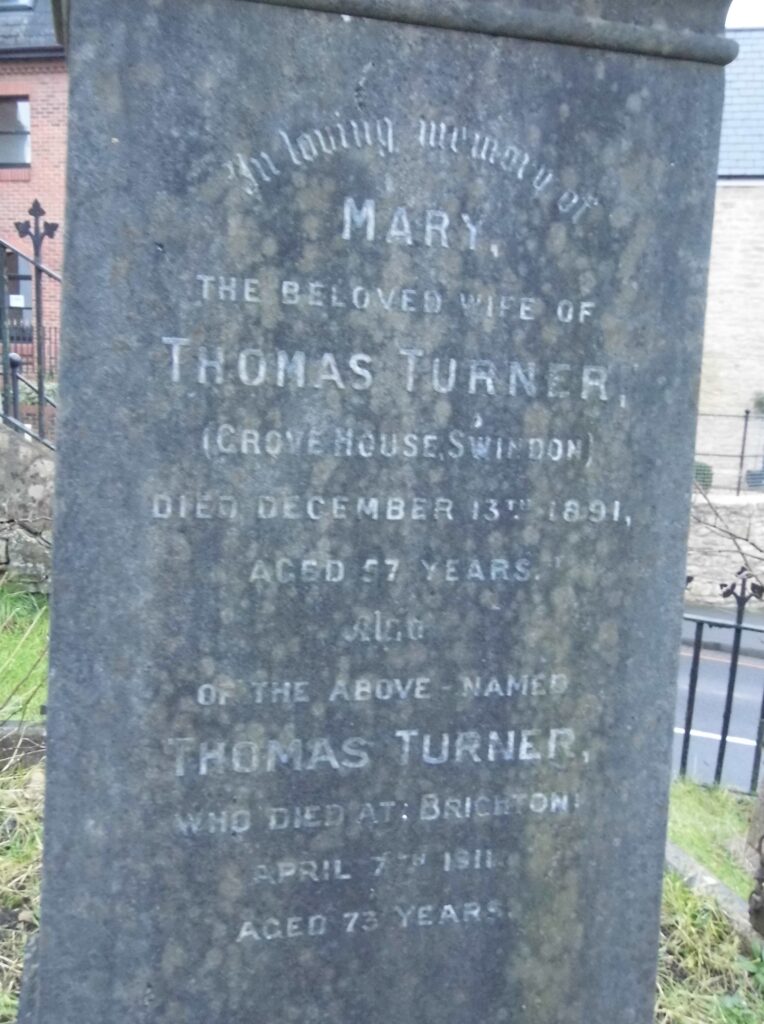 In loving memory of
MARY,
THE BELOVED WIFE OF
THOMAS TURNER,
(GROVE HOUSE, SWINDON)
DIED DECEMBER 13TH 1891,
AGED 57 YEARS.
Also
OF THE ABOVE-NAMED
THOMAS TURNER,
WHO DIED AT BRIGHTON
APRIL 7TH 1911
AGED 73 YEARS.